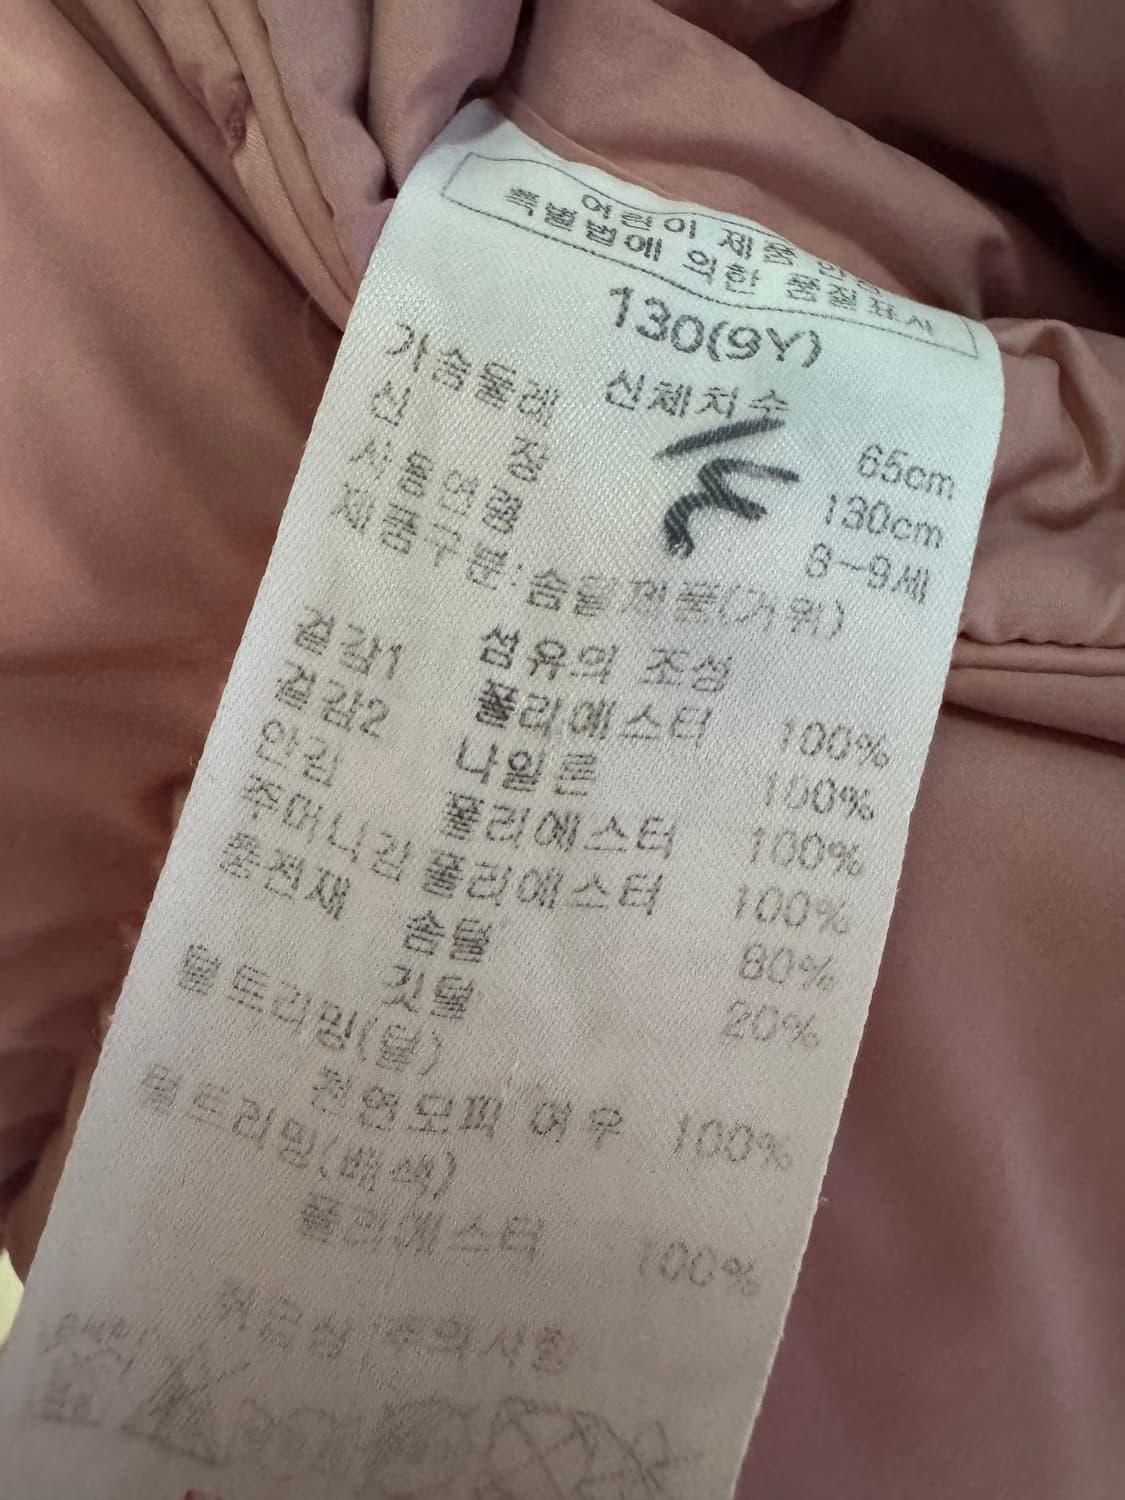 어린이 제품 안전
특별법에 의한 품질표시
130(9Y)
신체치수
가슴둘레 65cm
신 장 130cm
사용연령 8~9세
제품구분: 솜털제품(거위)
섬유의 조성
겉감1 폴리에스터 100%
겉감2 나일론 100%
안감 폴리에스터 100%
주머니감 폴리에스터 100%
충전재 솜털 80%
깃털 20%
털트리밍(털)
천연모피 여우 100%
털트리밍(배색)
폴리에스터 100%
취급상 주의사항